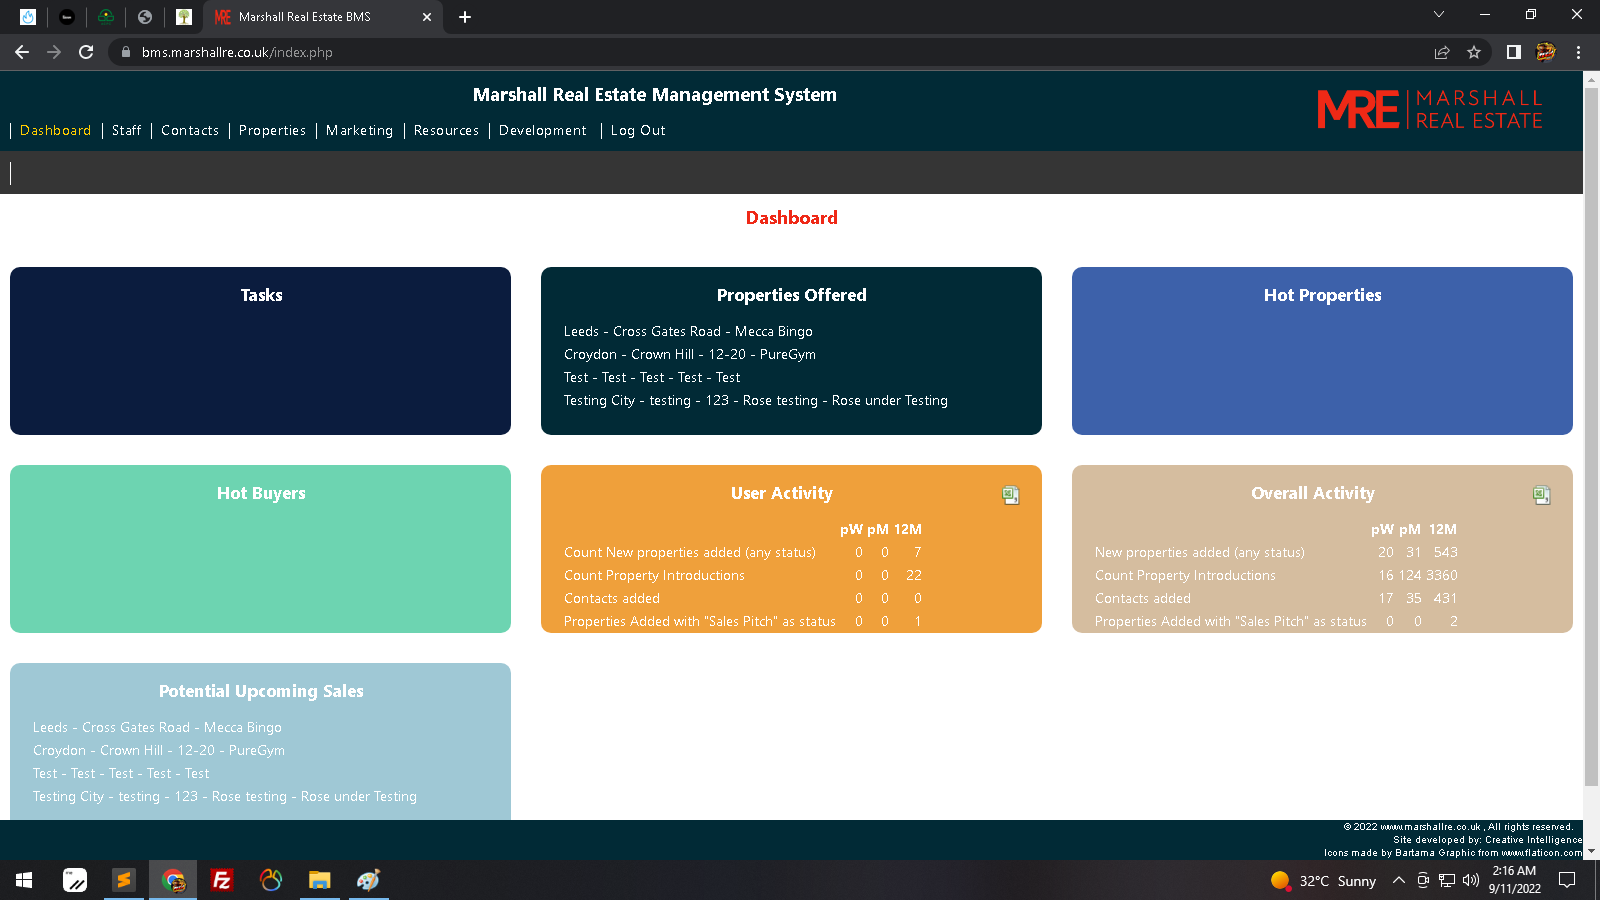 Marshall Real Estate BMS
bms.marshallre.co.uk/index.php
Marshall Real Estate Management System
MRE MARSHALL REAL ESTATE
Dashboard Staff Contacts Properties Marketing Resources Development Log Out
Dashboard
Tasks
Properties Offered
Leeds - Cross Gates Road - Mecca Bingo
Croydon - Crown Hill - 12-20 - PureGym
Test - Test - Test - Test - Test
Testing City - testing - 123 - Rose testing - Rose under Testing
Hot Properties
Hot Buyers
User Activity
pW pM 12M
Count New properties added (any status) 0 0 7
Count Property Introductions 0 0 22
Contacts added 0 0 0
Properties Added with "Sales Pitch" as status 0 0 1
Overall Activity
pW pM 12M
New properties added (any status) 20 31 543
Count Property Introductions 16 124 3360
Contacts added 17 35 431
Properties Added with "Sales Pitch" as status 0 0 2
Potential Upcoming Sales
Leeds - Cross Gates Road - Mecca Bingo
Croydon - Crown Hill - 12-20 - PureGym
Test - Test - Test - Test - Test
Testing City - testing - 123 - Rose testing - Rose under Testing
© 2022 www.marshallre.co.uk , All rights reserved.
Site developed by: Creative Intelligence
Icons made by Bartama Graphic from www.flaticon.com
32°C Sunny
2:16 AM
9/11/2022